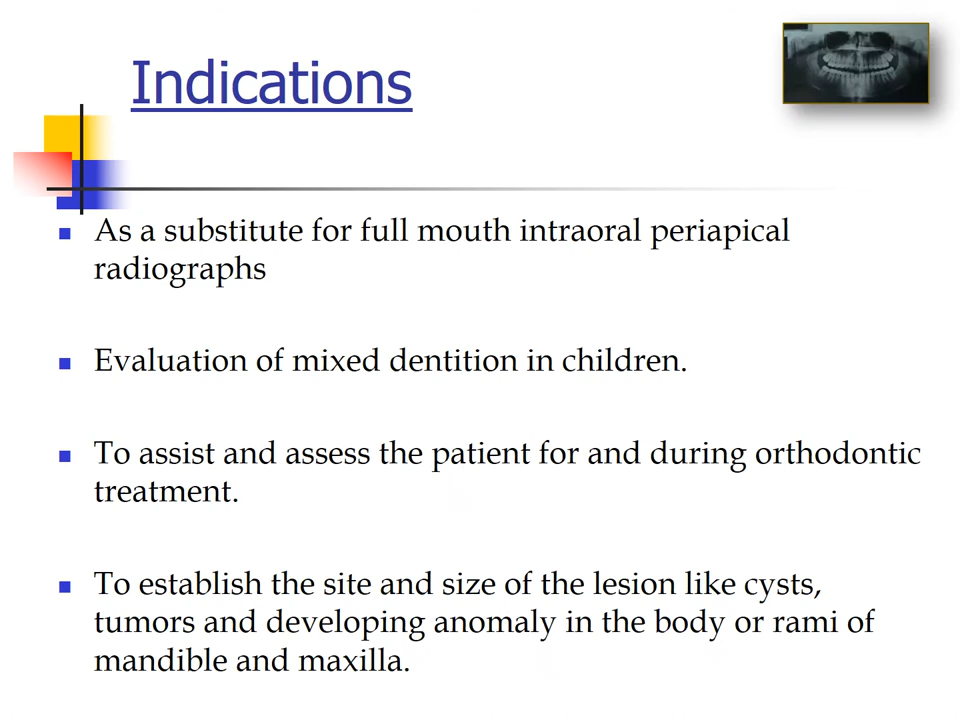 Indications
As a substitute for full mouth intraoral periapical
radiographs
Evaluation of mixed dentition in children.
To assist and assess the patient for and during orthodontic
treatment.
To establish the site and size of the lesion like cysts,
tumors and developing anomaly in the body or rami of
mandible and maxilla.